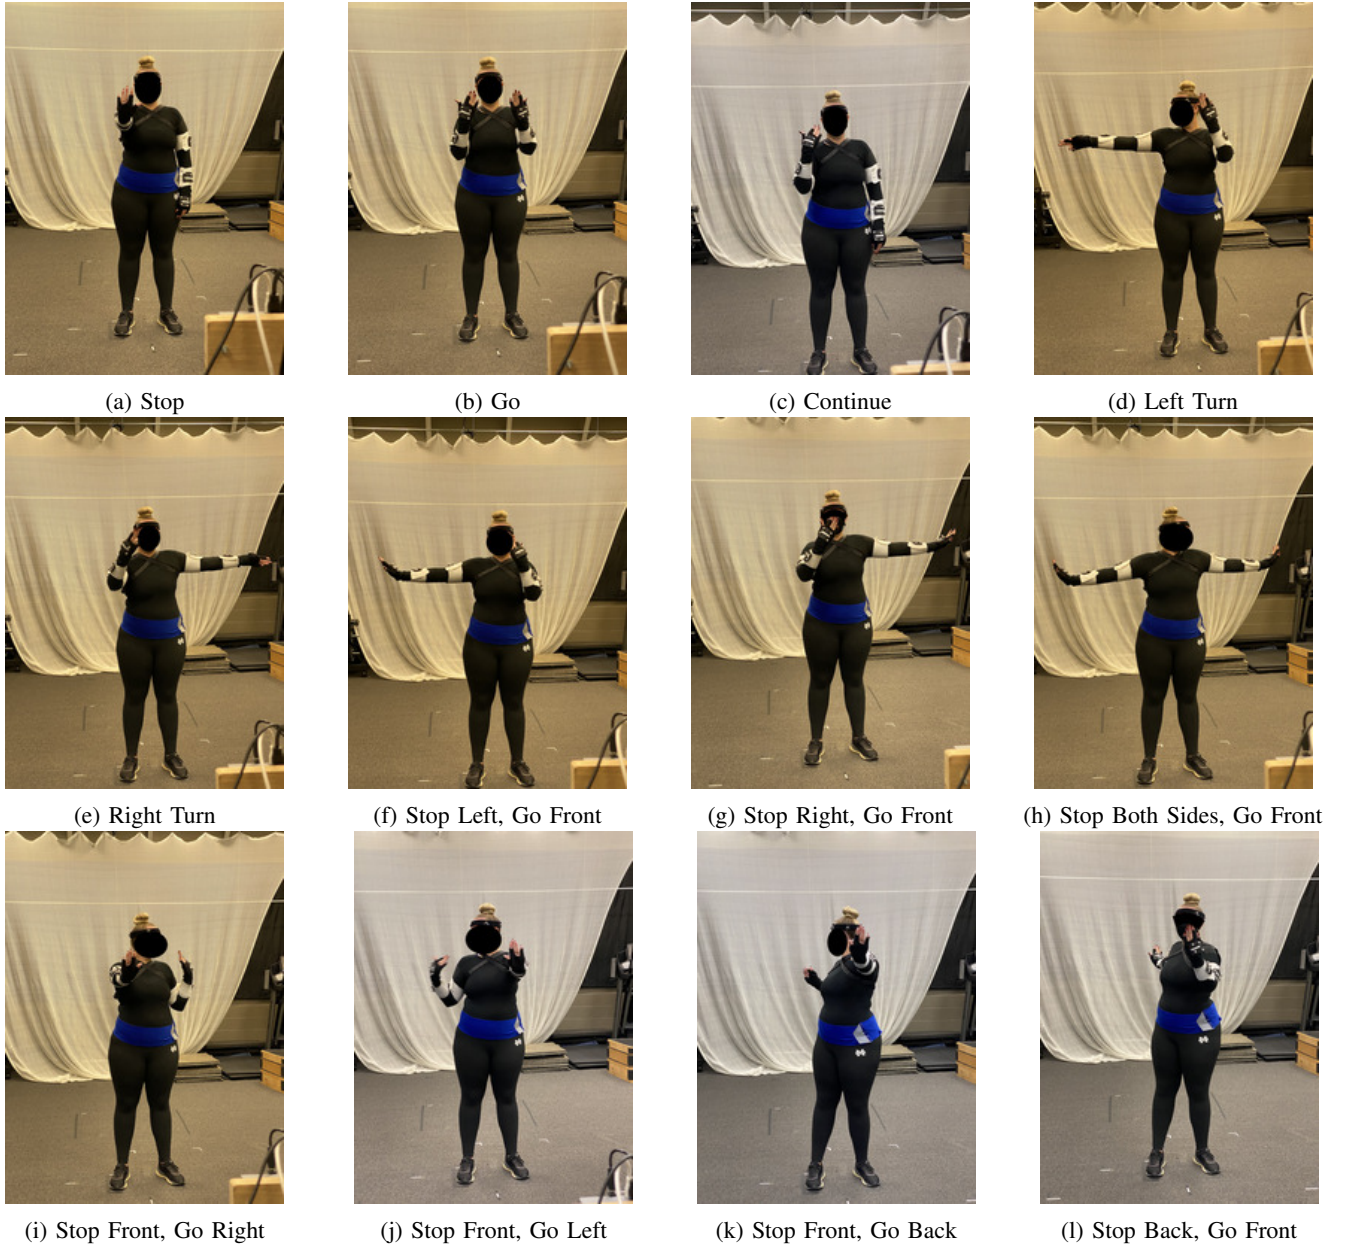 (a) Stop
(b) Go
(c) Continue
(d) Left Turn
(e) Right Turn
(f) Stop Left, Go Front
(g) Stop Right, Go Front
(h) Stop Both Sides, Go Front
(i) Stop Front, Go Right
(j) Stop Front, Go Left
(k) Stop Front, Go Back
(l) Stop Back, Go Front